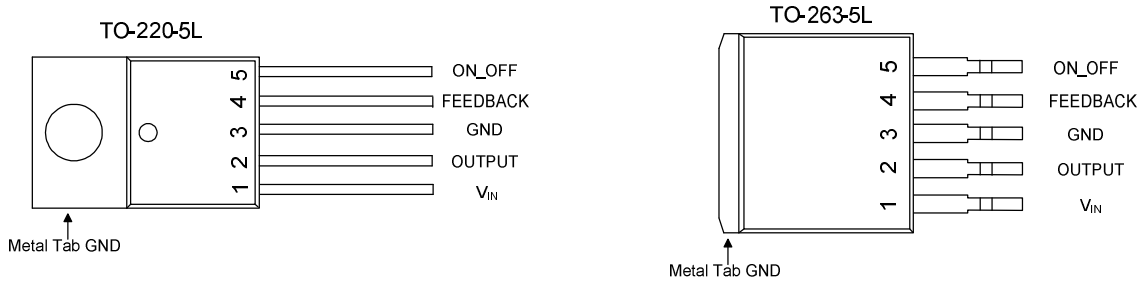 TO-220-5L
5 ON_OFF
4 FEEDBACK
3 GND
2 OUTPUT
1 VIN
Metal Tab GND
TO-263-5L
5 ON_OFF
4 FEEDBACK
3 GND
2 OUTPUT
1 VIN
Metal Tab GND